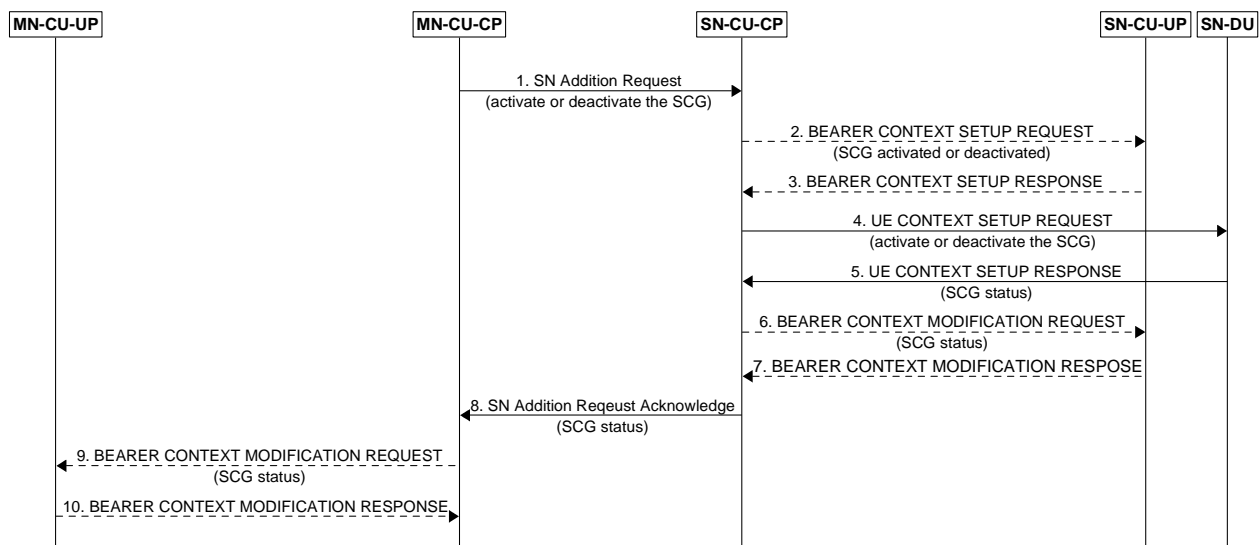 MN-CU-UP MN-CU-CP SN-CU-CP SN-CU-UP SN-DU
1. SN Addition Request
(activate or deactivate the SCG)
2. BEARER CONTEXT SETUP REQUEST
(SCG activated or deactivated)
3. BEARER CONTEXT SETUP RESPONSE
4. UE CONTEXT SETUP REQUEST
(activate or deactivate the SCG)
5. UE CONTEXT SETUP RESPONSE
(SCG status)
6. BEARER CONTEXT MODIFICATION REQUEST
(SCG status)
7. BEARER CONTEXT MODIFICATION RESPOSE
8. SN Addition Reqeust Acknowledge
(SCG status)
9. BEARER CONTEXT MODIFICATION REQUEST
(SCG status)
10. BEARER CONTEXT MODIFICATION RESPONSE